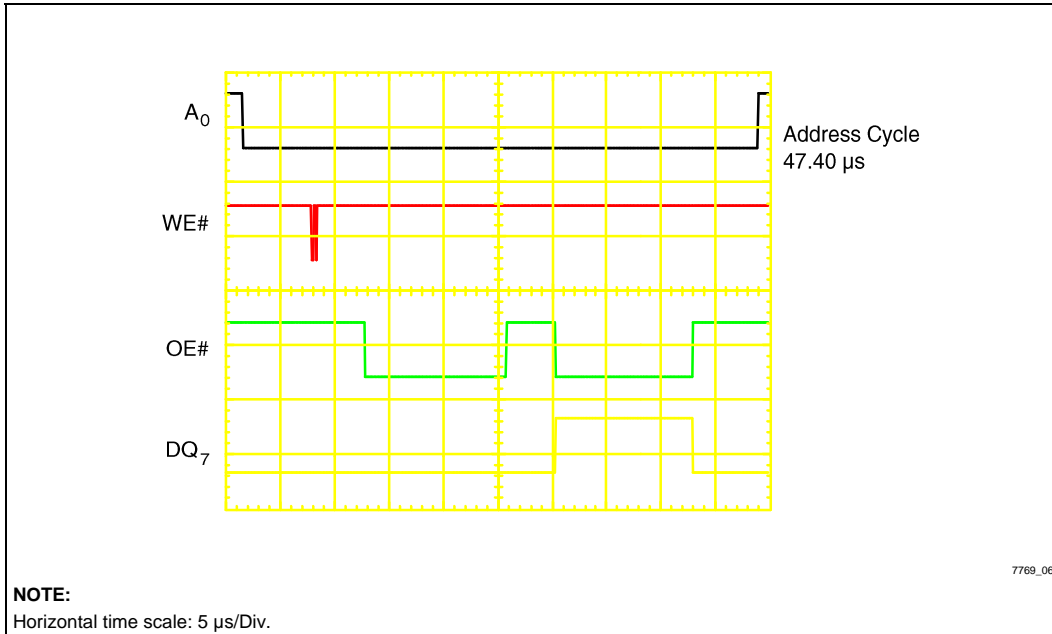 A0
Address Cycle
47.40 µs
WE#
OE#
DQ7
7769_06
NOTE:
Horizontal time scale: 5 µs/Div.